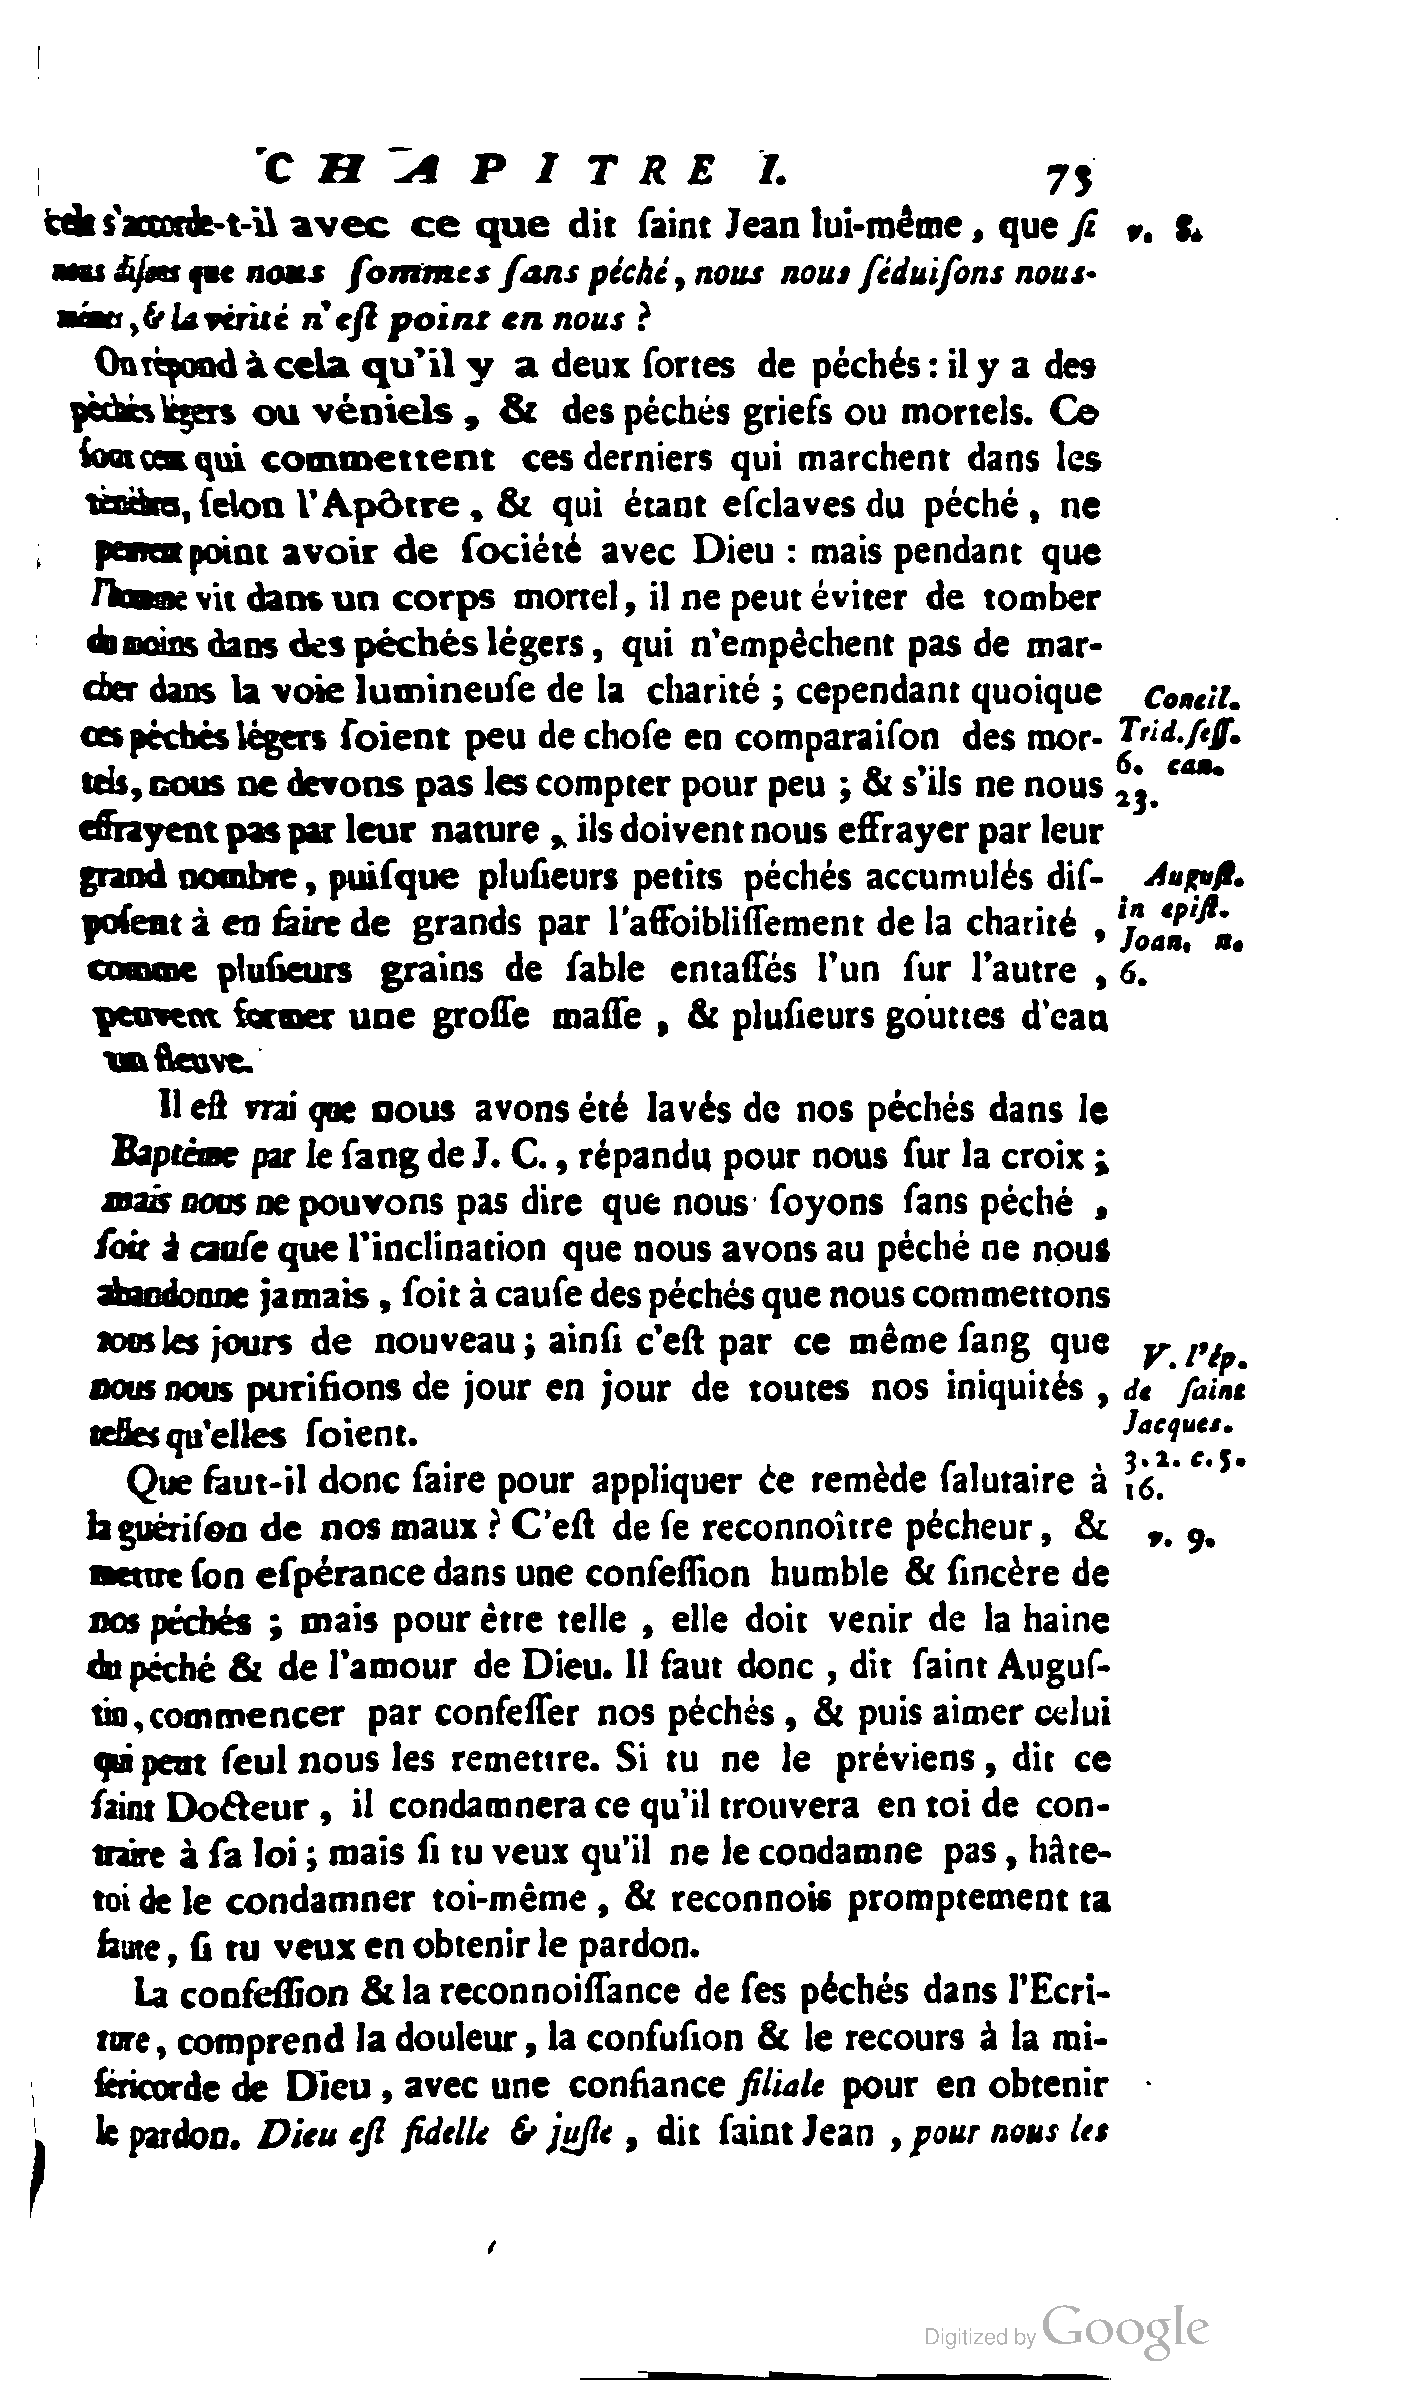 CHAPITRE I. 75
cela s'accorde-t-il avec ce que dit ſaint Jean lui-même, que ſi
nous diſons que nous ſommes ſans péché, nous nous ſéduiſons nous-
mêmes, & la vérité n'eſt point en nous ?
v. 8.
On répond à cela qu'il y a deux ſortes de péchés : il y a des
péchés légers ou véniels, & des péchés griefs ou mortels. Ce
ſont ceux qui commettent ces derniers qui marchent dans les
ténèbres, ſelon l'Apôtre, & qui étant eſclaves du péché, ne
peuvent point avoir de ſociété avec Dieu : mais pendant que
l'homme vit dans un corps mortel, il ne peut éviter de tomber
du moins dans des péchés légers, qui n'empêchent pas de mar-
cher dans la voie lumineuſe de la charité ; cependant quoique
ces péchés légers ſoient peu de choſe en comparaiſon des mor-
tels, nous ne devons pas les compter pour peu ; & s'ils ne nous
effrayent pas par leur nature, ils doivent nous effrayer par leur
grand nombre, puiſque pluſieurs petits péchés accumulés diſ-
poſent à en faire de grands par l'affoibliſſement de la charité,
comme pluſieurs grains de ſable entaſſés l'un ſur l'autre,
peuvent former une groſſe maſſe, & pluſieurs gouttes d'eau
un fleuve.
Concil.
Trid. ſeſſ.
6. can.
23.
Auguſt.
in epiſt.
Joan. n.
6.
Il eſt vrai que nous avons été lavés de nos péchés dans le
Baptême par le ſang de J. C., répandu pour nous ſur la croix ;
mais nous ne pouvons pas dire que nous ſoyons ſans péché,
ſoit à cauſe que l'inclination que nous avons au péché ne nous
abandonne jamais, ſoit à cauſe des péchés que nous commettons
tous les jours de nouveau ; ainſi c'eſt par ce même ſang que
nous nous purifions de jour en jour de toutes nos iniquités,
telles qu'elles ſoient.
V. l'ép.
de ſaint
Jacques.
3. 2. c. 5.
16.
Que faut-il donc faire pour appliquer ce remède ſalutaire à
la guériſon de nos maux ? C'eſt de ſe reconnoître pécheur, &
mettre ſon eſpérance dans une confeſſion humble & ſincère de
nos péchés ; mais pour être telle, elle doit venir de la haine
du péché & de l'amour de Dieu. Il faut donc, dit ſaint Auguſ-
tin, commencer par confeſſer nos péchés, & puis aimer celui
qui peut ſeul nous les remettre. Si tu ne le préviens, dit ce
ſaint Docteur, il condamnera ce qu'il trouvera en toi de con-
traire à ſa loi ; mais ſi tu veux qu'il ne le condamne pas, hâte-
toi de le condamner toi-même, & reconnois promptement ta
faute, ſi tu veux en obtenir le pardon.
v. 9.
La confeſſion & la reconnoiſſance de ſes péchés dans l'Ecri-
ture, comprend la douleur, la confuſion & le recours à la mi-
ſéricorde de Dieu, avec une confiance filiale pour en obtenir
le pardon. Dieu eſt fidelle & juſte, dit ſaint Jean, pour nous les
Digitized by Google